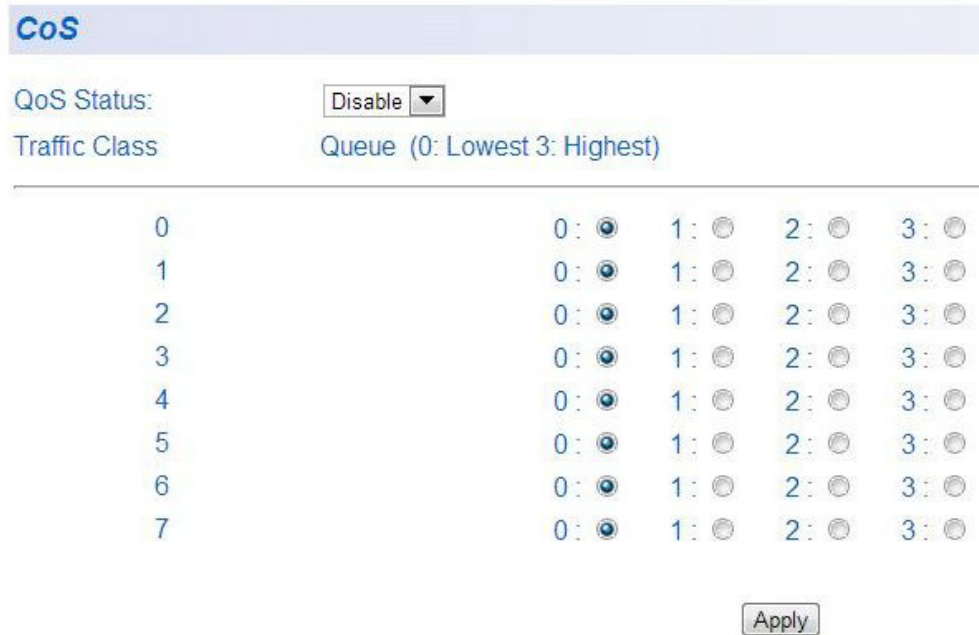 CoS
QoS Status: Disable
Traffic Class Queue (0: Lowest 3: Highest)
0 0: 1: 2: 3:
1 0: 1: 2: 3:
2 0: 1: 2: 3:
3 0: 1: 2: 3:
4 0: 1: 2: 3:
5 0: 1: 2: 3:
6 0: 1: 2: 3:
7 0: 1: 2: 3:
Apply